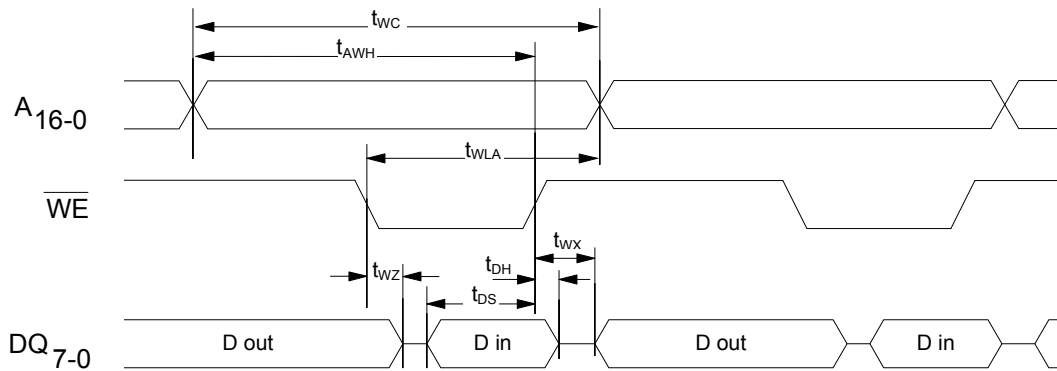 tWC
tAWH
A16-0
tWLA
WE
tWX
tWZ
tDH
tDS
DQ7-0
D out
D in
D out
D in